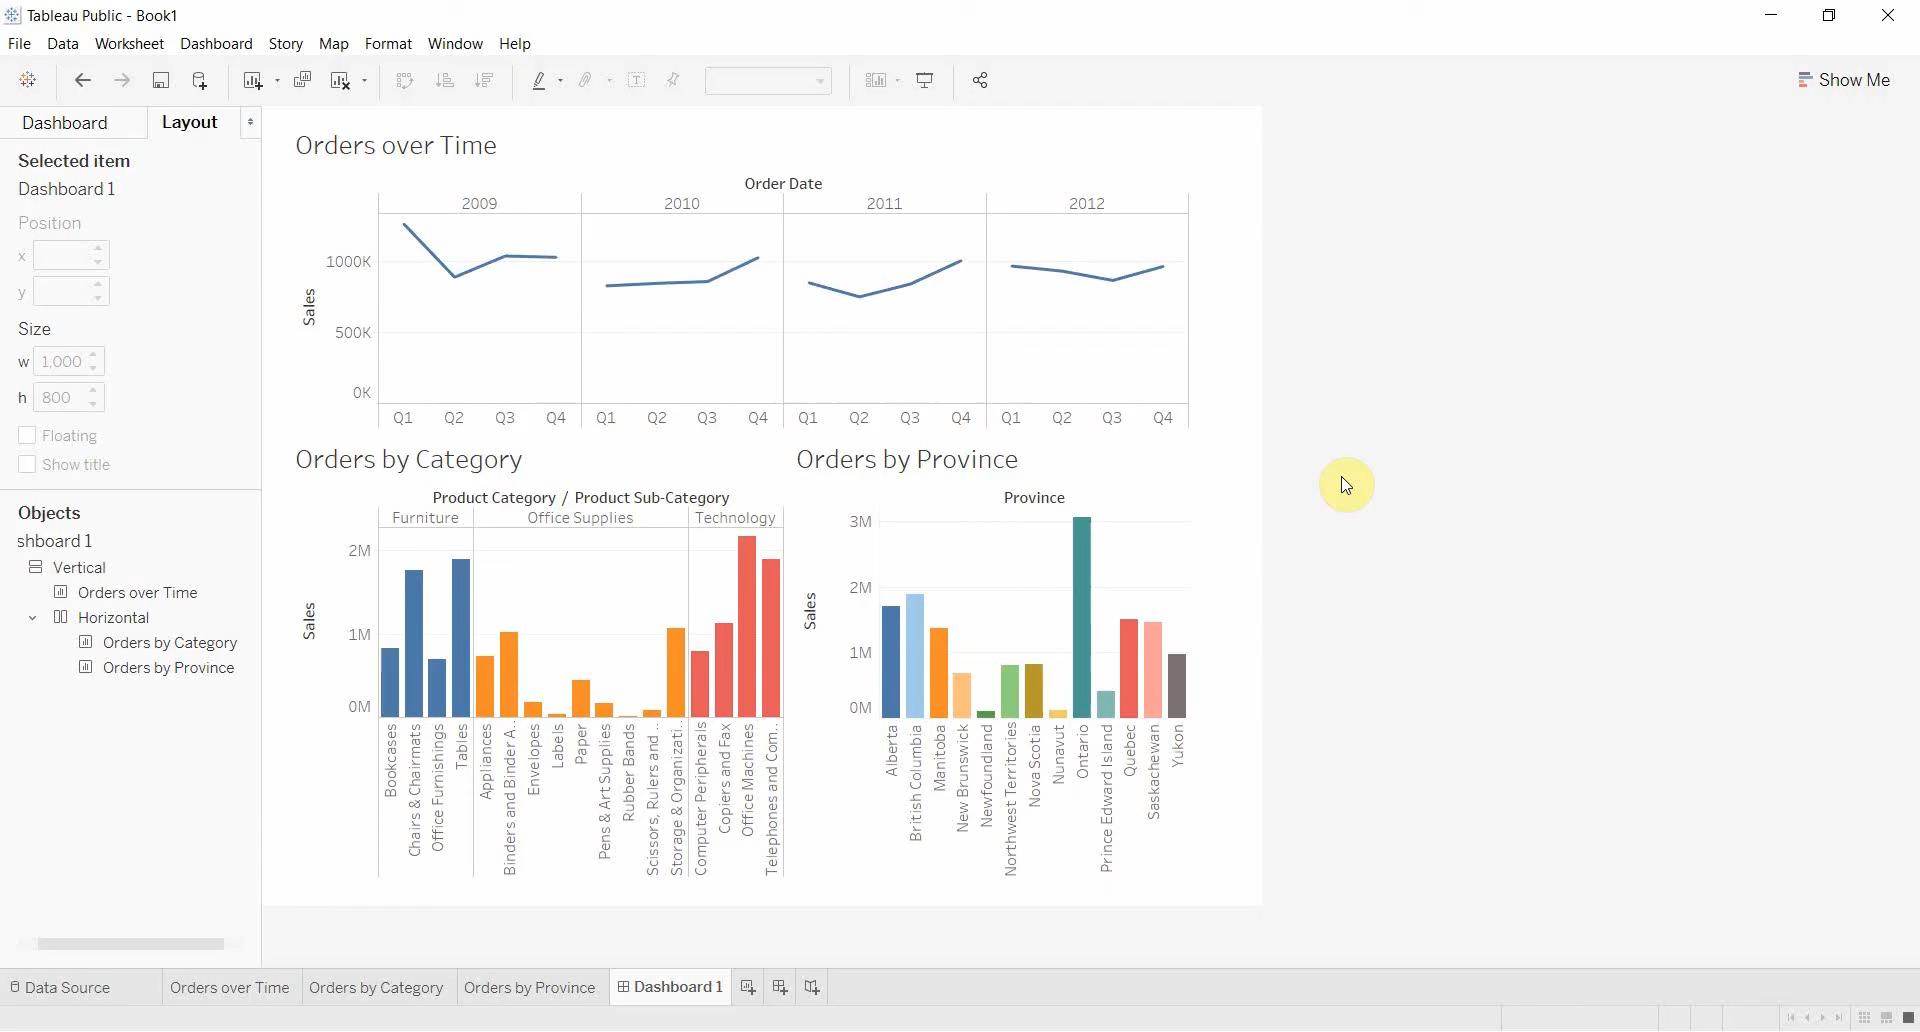 Tableau Public - Book1
File Data Worksheet Dashboard Story Map Format Window Help
Show Me
Dashboard Layout
Selected item
Dashboard 1
Position
x
y
Size
w 1,000
h 800
Floating
Show title
Objects
shboard 1
Vertical
Orders over Time
Horizontal
Orders by Category
Orders by Province
Orders over Time
Order Date
2009 2010 2011 2012
1000K
500K
0K
Sales
Q1 Q2 Q3 Q4 Q1 Q2 Q3 Q4 Q1 Q2 Q3 Q4 Q1 Q2 Q3 Q4
Orders by Category
Product Category / Product Sub-Category
Furniture Office Supplies Technology
2M
1M
0M
Sales
Bookcases
Chairs & Chairmats
Office Furnishings
Tables
Appliances
Binders and Binder A..
Envelopes
Labels
Paper
Pens & Art Supplies
Rubber Bands
Scissors, Rulers and ..
Storage & Organizati..
Computer Peripherals
Copiers and Fax
Office Machines
Telephones and Com..
Orders by Province
Province
3M
2M
1M
0M
Sales
Alberta
British Columbia
Manitoba
New Brunswick
Newfoundland
Northwest Territories
Nova Scotia
Nunavut
Ontario
Prince Edward Island
Quebec
Saskachewan
Yukon
Data Source Orders over Time Orders by Category Orders by Province Dashboard 1